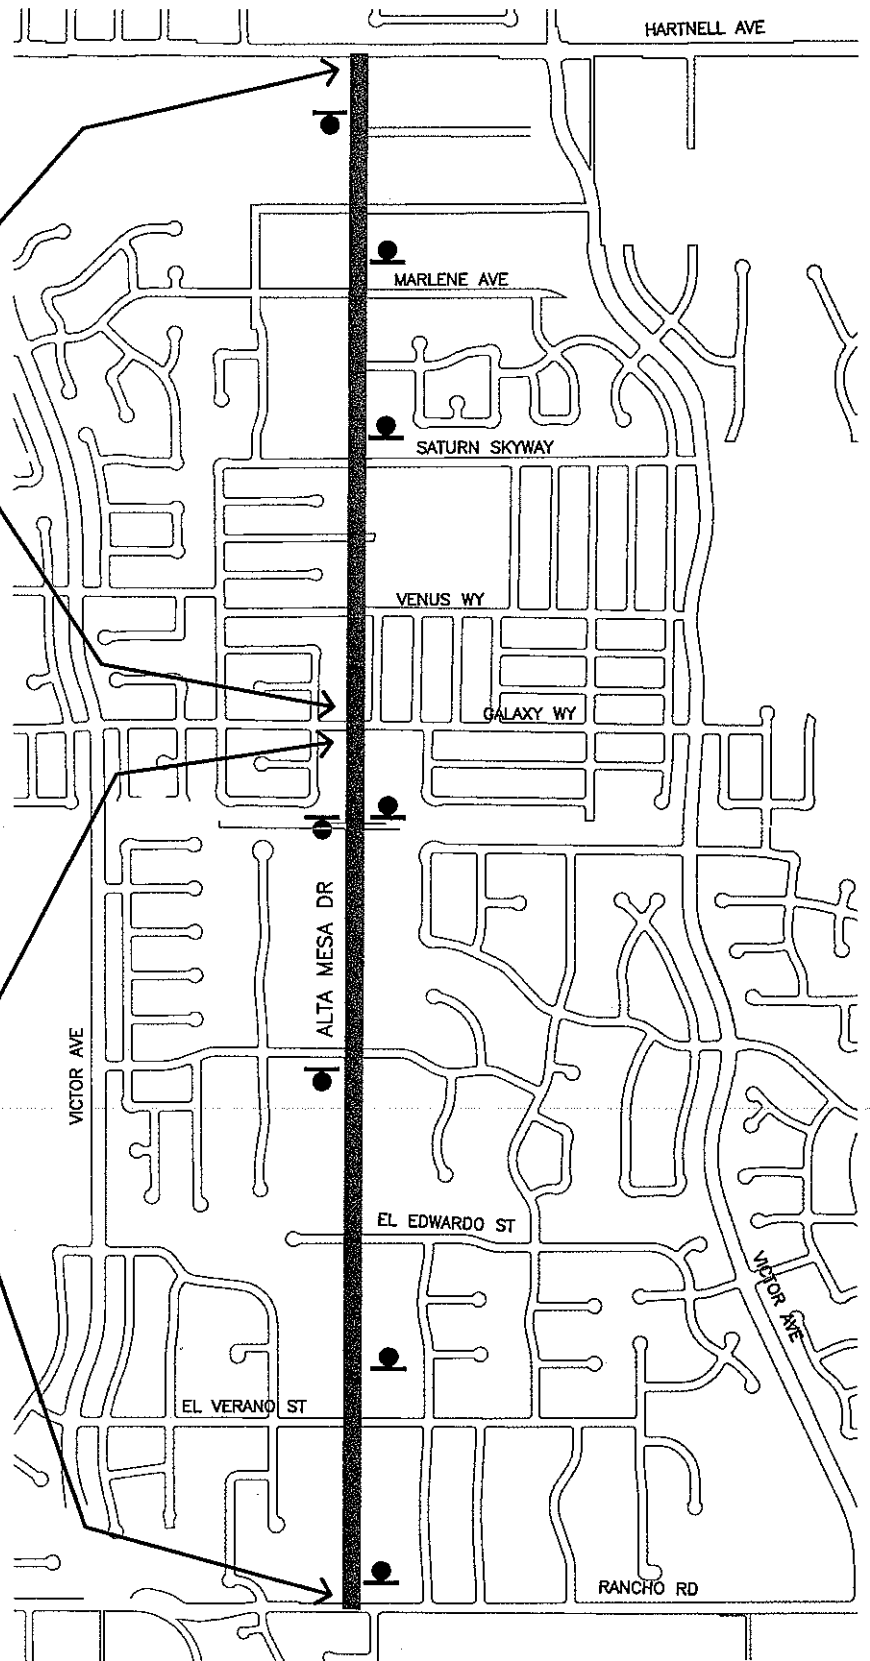 HARTNELL AVE
MARLENE AVE
SATURN SKYWAY
VENUS WY
GALAXY WY
ALTA MESA DR
VICTOR AVE
EL EDWARDO ST
VICTOR AVE
EL VERANO ST
RANCHO RD